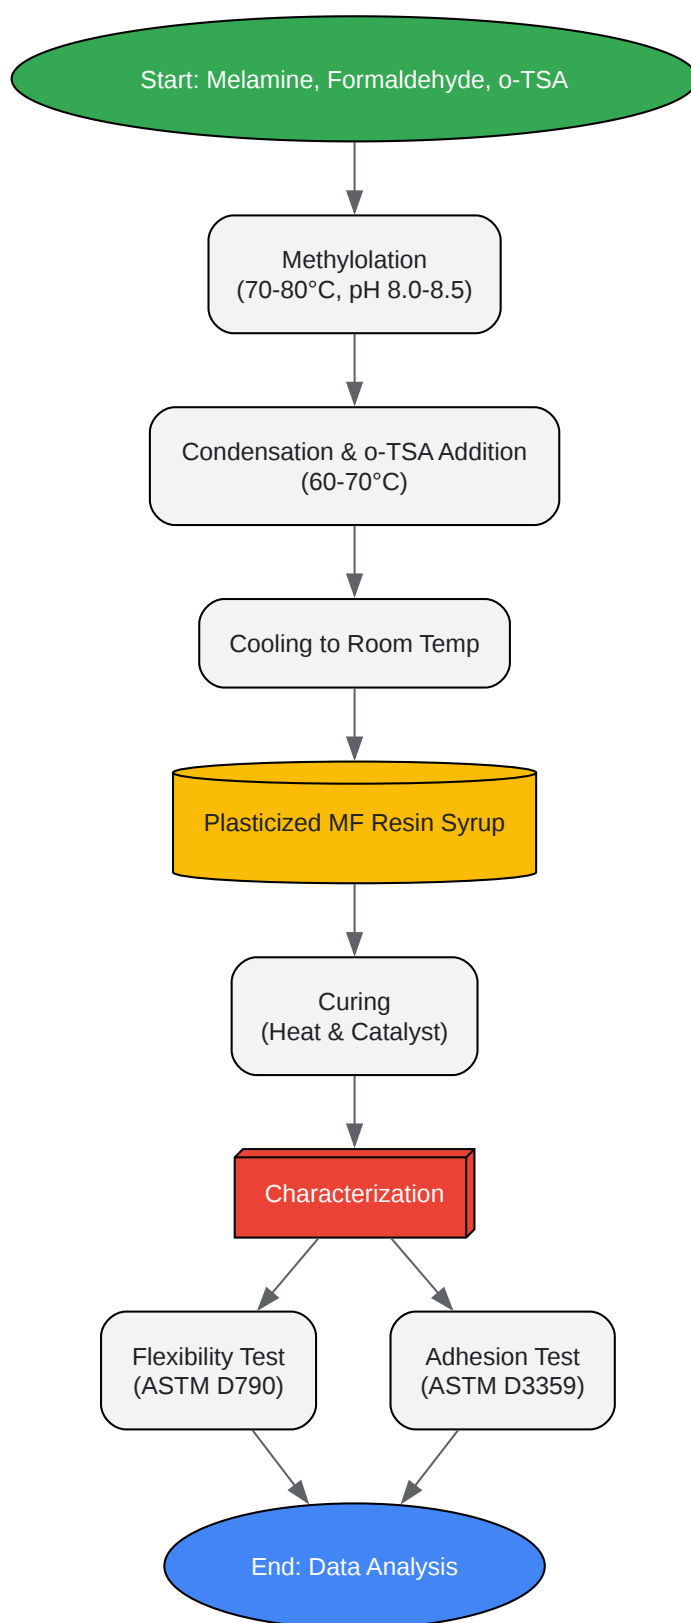 Start: Melamine, Formaldehyde, o-TSA
Methylolation
(70-80°C, pH 8.0-8.5)
Condensation & o-TSA Addition
(60-70°C)
Cooling to Room Temp
Plasticized MF Resin Syrup
Curing
(Heat & Catalyst)
Characterization
Flexibility Test
(ASTM D790)
Adhesion Test
(ASTM D3359)
End: Data Analysis